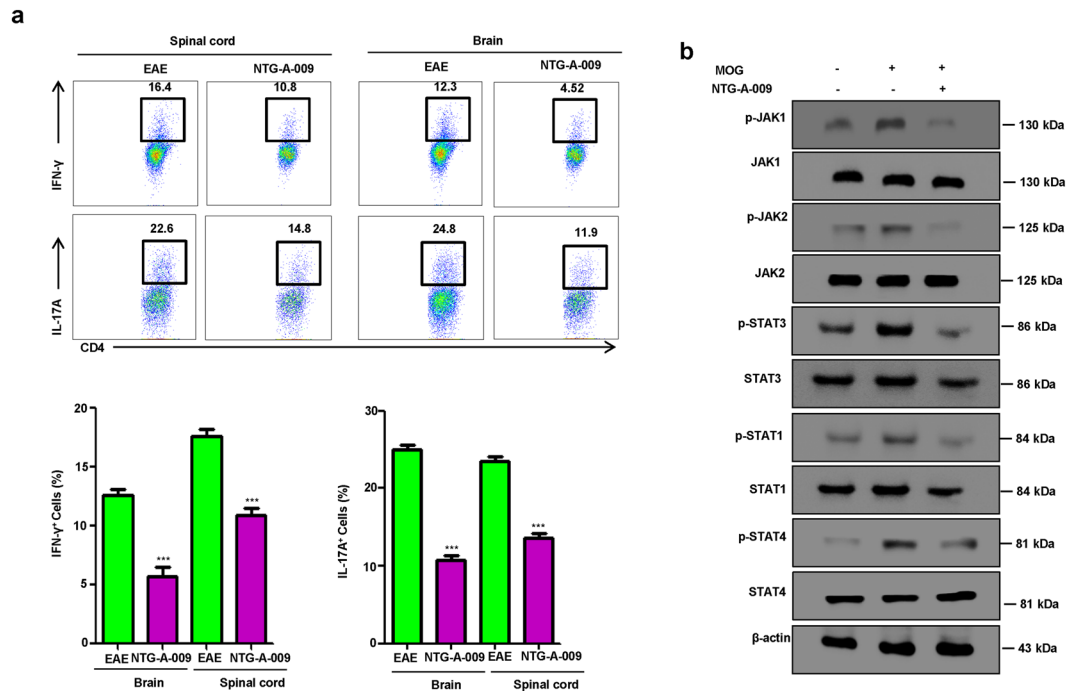 a
Spinal cord
Brain
EAE
NTG-A-009
EAE
NTG-A-009
16.4
10.8
12.3
4.52
IFN-γ
22.6
14.8
24.8
11.9
IL-17A
CD4
20
15
10
5
0
IFN-γ⁺ Cells (%)
***
***
EAE
NTG-A-009
EAE
NTG-A-009
Brain
Spinal cord
30
20
10
0
IL-17A⁺ Cells (%)
***
***
EAE
NTG-A-009
EAE
NTG-A-009
Brain
Spinal cord
b
MOG - + +
NTG-A-009 - - +
p-JAK1 130 kDa
JAK1 130 kDa
p-JAK2 125 kDa
JAK2 125 kDa
p-STAT3 86 kDa
STAT3 86 kDa
p-STAT1 84 kDa
STAT1 84 kDa
p-STAT4 81 kDa
STAT4 81 kDa
β-actin 43 kDa